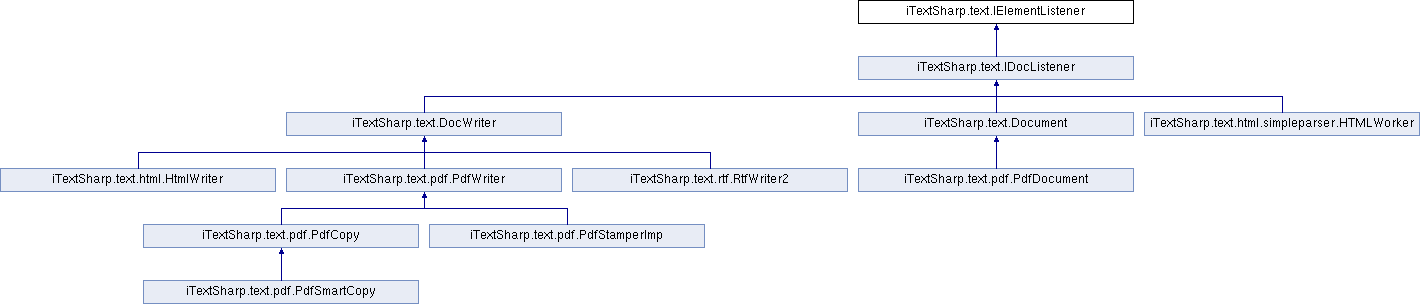 iTextSharp.text.IElementListener
iTextSharp.text.IDocListener
iTextSharp.text.DocWriter
iTextSharp.text.Document
iTextSharp.text.html.simpleparser.HTMLWorker
iTextSharp.text.html.HtmlWriter
iTextSharp.text.pdf.PdfWriter
iTextSharp.text.rtf.RtfWriter2
iTextSharp.text.pdf.PdfDocument
iTextSharp.text.pdf.PdfCopy
iTextSharp.text.pdf.PdfStamperImp
iTextSharp.text.pdf.PdfSmartCopy